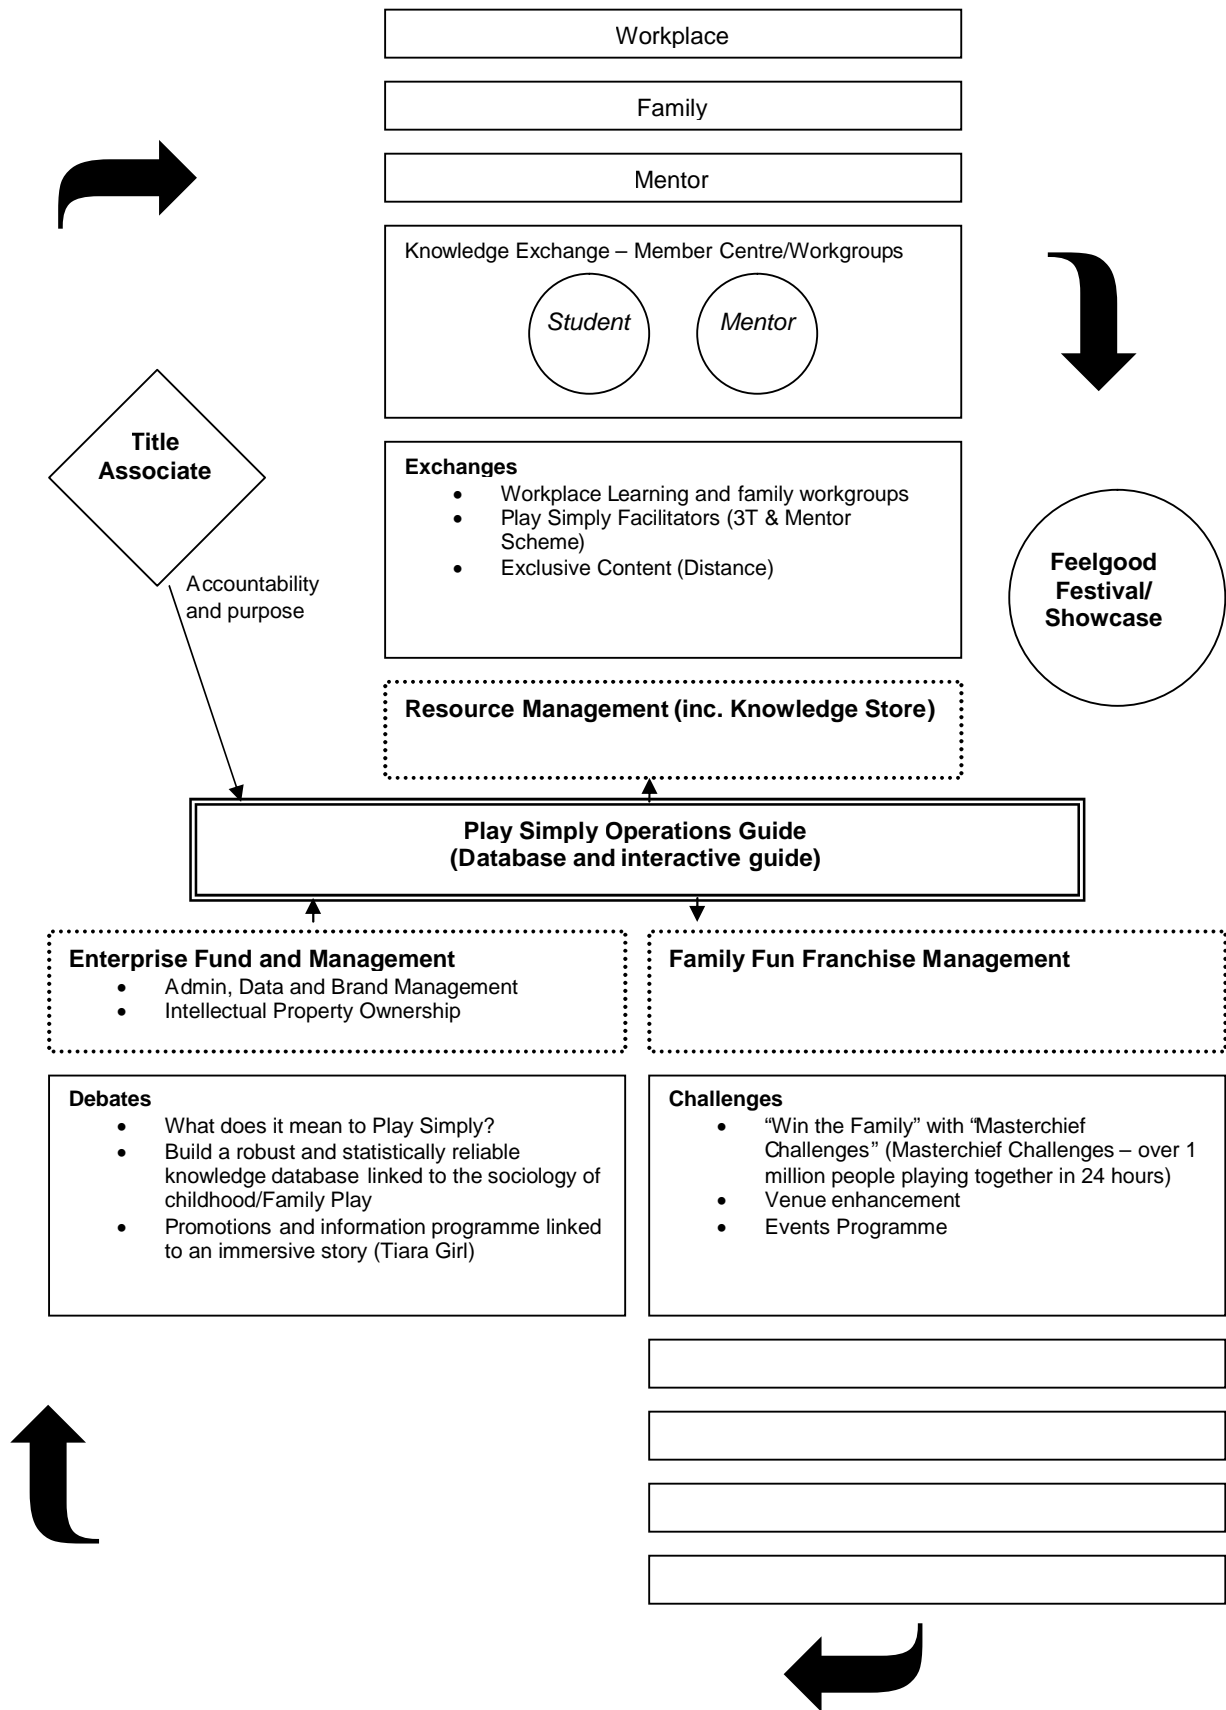 Workplace
Family
Mentor
Knowledge Exchange – Member Centre/Workgroups
Student
Mentor
Title
Associate
Accountability
and purpose
Exchanges
• Workplace Learning and family workgroups
• Play Simply Facilitators (3T & Mentor
Scheme)
• Exclusive Content (Distance)
Feelgood
Festival/
Showcase
Resource Management (inc. Knowledge Store)
Play Simply Operations Guide
(Database and interactive guide)
Enterprise Fund and Management
• Admin, Data and Brand Management
• Intellectual Property Ownership
Family Fun Franchise Management
Debates
• What does it mean to Play Simply?
• Build a robust and statistically reliable
knowledge database linked to the sociology of
childhood/Family Play
• Promotions and information programme linked
to an immersive story (Tiara Girl)
Challenges
• “Win the Family” with “Masterchief
Challenges” (Masterchief Challenges – over 1
million people playing together in 24 hours)
• Venue enhancement
• Events Programme